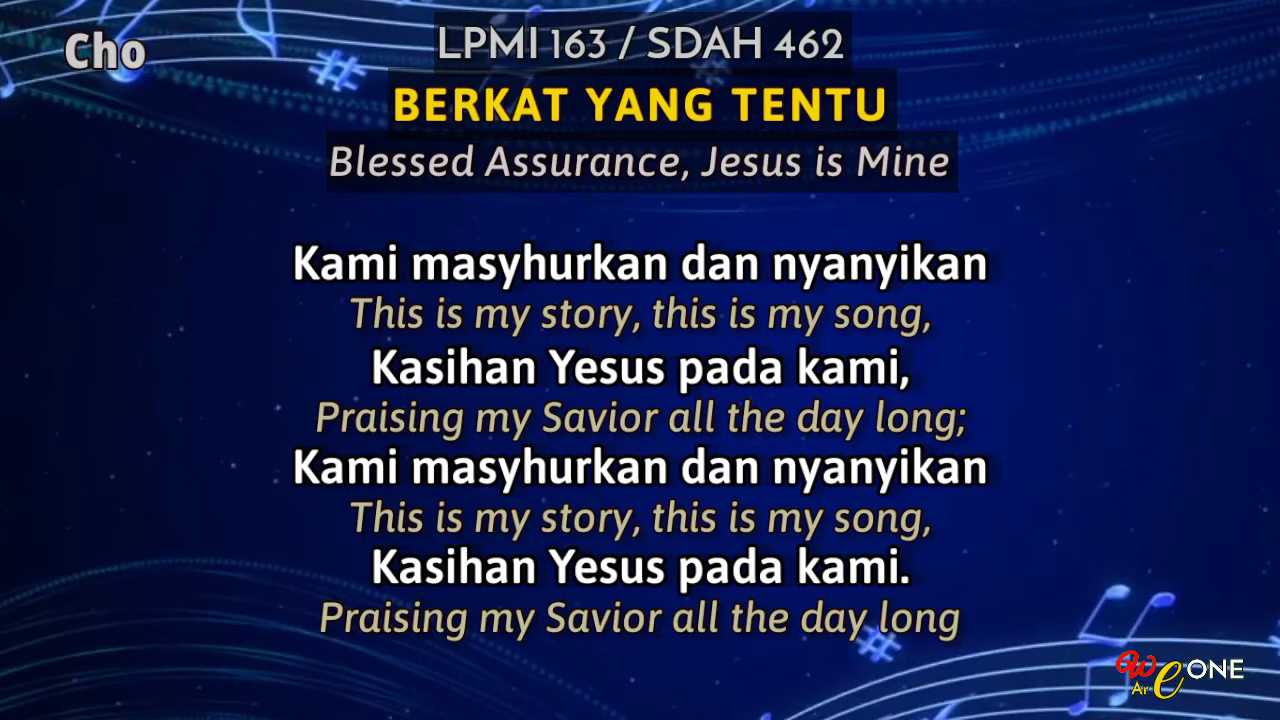 Cho
LPMI 163 / SDAH 462
BERKAT YANG TENTU
Blessed Assurance, Jesus is Mine
Kami masyhurkan dan nyanyikan
This is my story, this is my song,
Kasihan Yesus pada kami,
Praising my Savior all the day long;
Kami masyhurkan dan nyanyikan
This is my story, this is my song,
Kasihan Yesus pada kami.
Praising my Savior all the day long
We Are ONE